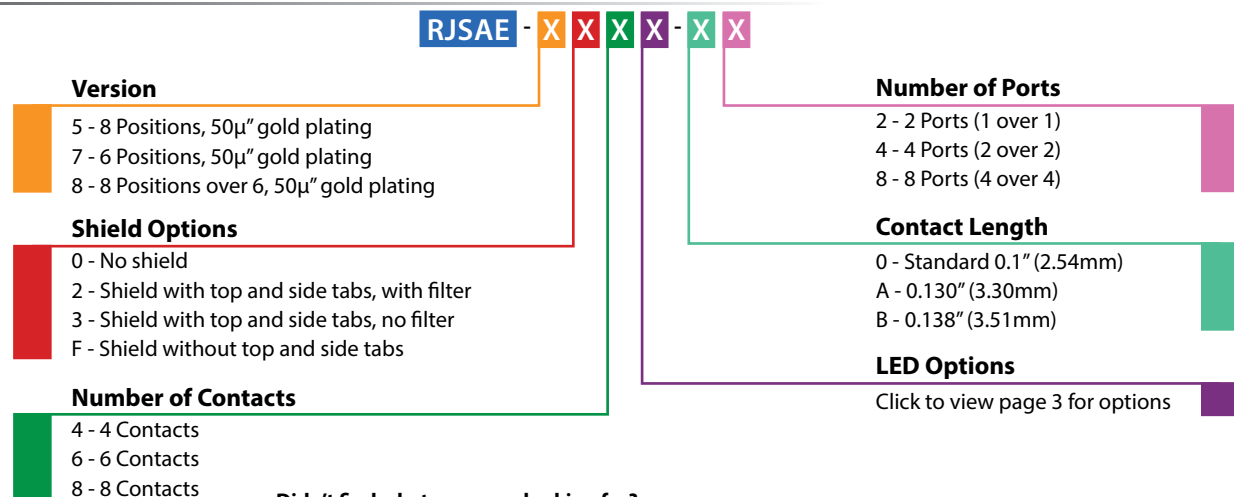 RJSAE - X X X X - X X
Version
5 - 8 Positions, 50µ” gold plating
7 - 6 Positions, 50µ” gold plating
8 - 8 Positions over 6, 50µ” gold plating
Shield Options
0 - No shield
2 - Shield with top and side tabs, with filter
3 - Shield with top and side tabs, no filter
F - Shield without top and side tabs
Number of Contacts
4 - 4 Contacts
6 - 6 Contacts
8 - 8 Contacts
Number of Ports
2 - 2 Ports (1 over 1)
4 - 4 Ports (2 over 2)
8 - 8 Ports (4 over 4)
Contact Length
0 - Standard 0.1” (2.54mm)
A - 0.130” (3.30mm)
B - 0.138” (3.51mm)
LED Options
Click to view page 3 for options